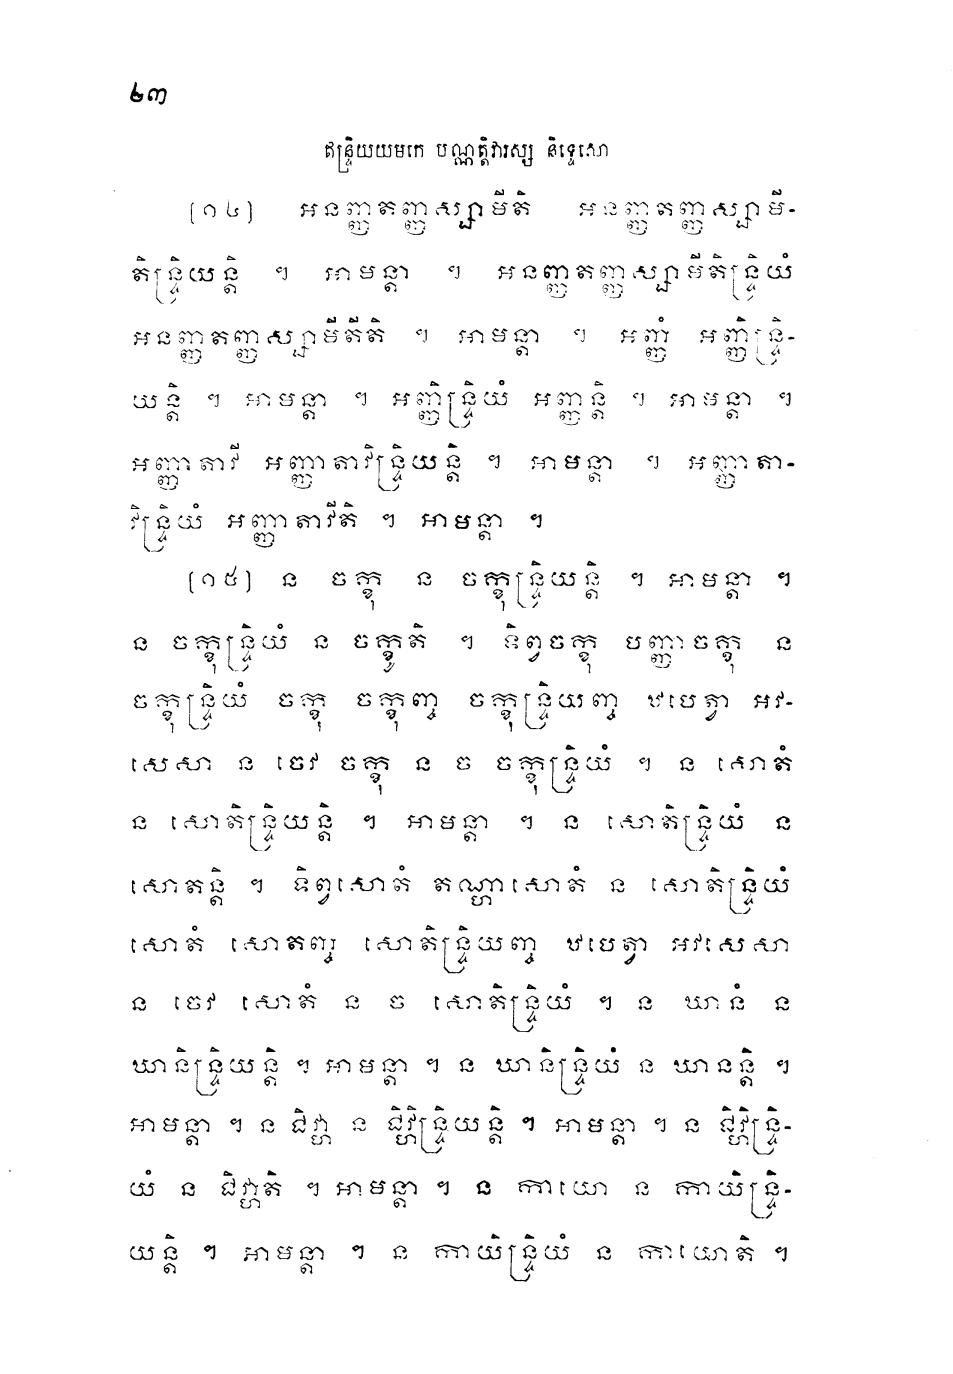 ២៣
ឥន្ទ្រិយយមកេ បណ្ណត្តិវារស្ស និទ្ទេសោ
[១៤] អនញ្ញតញ្ញស្សាមីតិ អនញ្ញតញ្ញស្សាមី-
តិន្ទ្រិយន្តិ ។ អាមន្តា ។ អនញ្ញតញ្ញស្សាមីតិន្ទ្រិយំ
អនញ្ញតញ្ញស្សាមីតីតិ ។ អាមន្តា ។ អញ្ញំ អញ្ញិន្ទ្រិ-
យន្តិ ។ អាមន្តា ។ អញ្ញិន្ទ្រិយំ អញ្ញន្តិ ។ អាមន្តា ។
អញ្ញាតាវី អញ្ញាតាវិន្ទ្រិយន្តិ ។ អាមន្តា ។ អញ្ញាតា-
វិន្ទ្រិយំ អញ្ញាតាវីតិ ។ អាមន្តា ។
[១៥] ន ចក្ខុ ន ចក្ខុន្ទ្រិយន្តិ ។ អាមន្តា ។
ន ចក្ខុន្ទ្រិយំ ន ចក្ខូតិ ។ ទិព្វចក្ខុ បញ្ញាចក្ខុ ន
ចក្ខុន្ទ្រិយំ ចក្ខុ ចក្ខុញ្ច ចក្ខុន្ទ្រិយញ្ច ឋបេត្វា អវ-
សេសា ន ចេវ ចក្ខុ ន ច ចក្ខុន្ទ្រិយំ ។ ន សោតំ
ន សោតិន្ទ្រិយន្តិ ។ អាមន្តា ។ ន សោតិន្ទ្រិយំ ន
សោតន្តិ ។ ទិព្វសោតំ តណ្ហាសោតំ ន សោតិន្ទ្រិយំ
សោតំ សោតញ្ច សោតិន្ទ្រិយញ្ច ឋបេត្វា អវសេសា
ន ចេវ សោតំ ន ច សោតិន្ទ្រិយំ ។ ន ឃានំ ន
ឃានិន្ទ្រិយន្តិ ។ អាមន្តា ។ ន ឃានិន្ទ្រិយំ ន ឃានន្តិ ។
អាមន្តា ។ ន ជិវ្ហា ន ជិវ្ហិន្ទ្រិយន្តិ ។ អាមន្តា ។ ន ជិវ្ហិន្ទ្រិ-
យំ ន ជិវ្ហាតិ ។ អាមន្តា ។ ន កាយោ ន កាយិន្ទ្រិ-
យន្តិ ។ អាមន្តា ។ ន កាយិន្ទ្រិយំ ន កាយោតិ ។